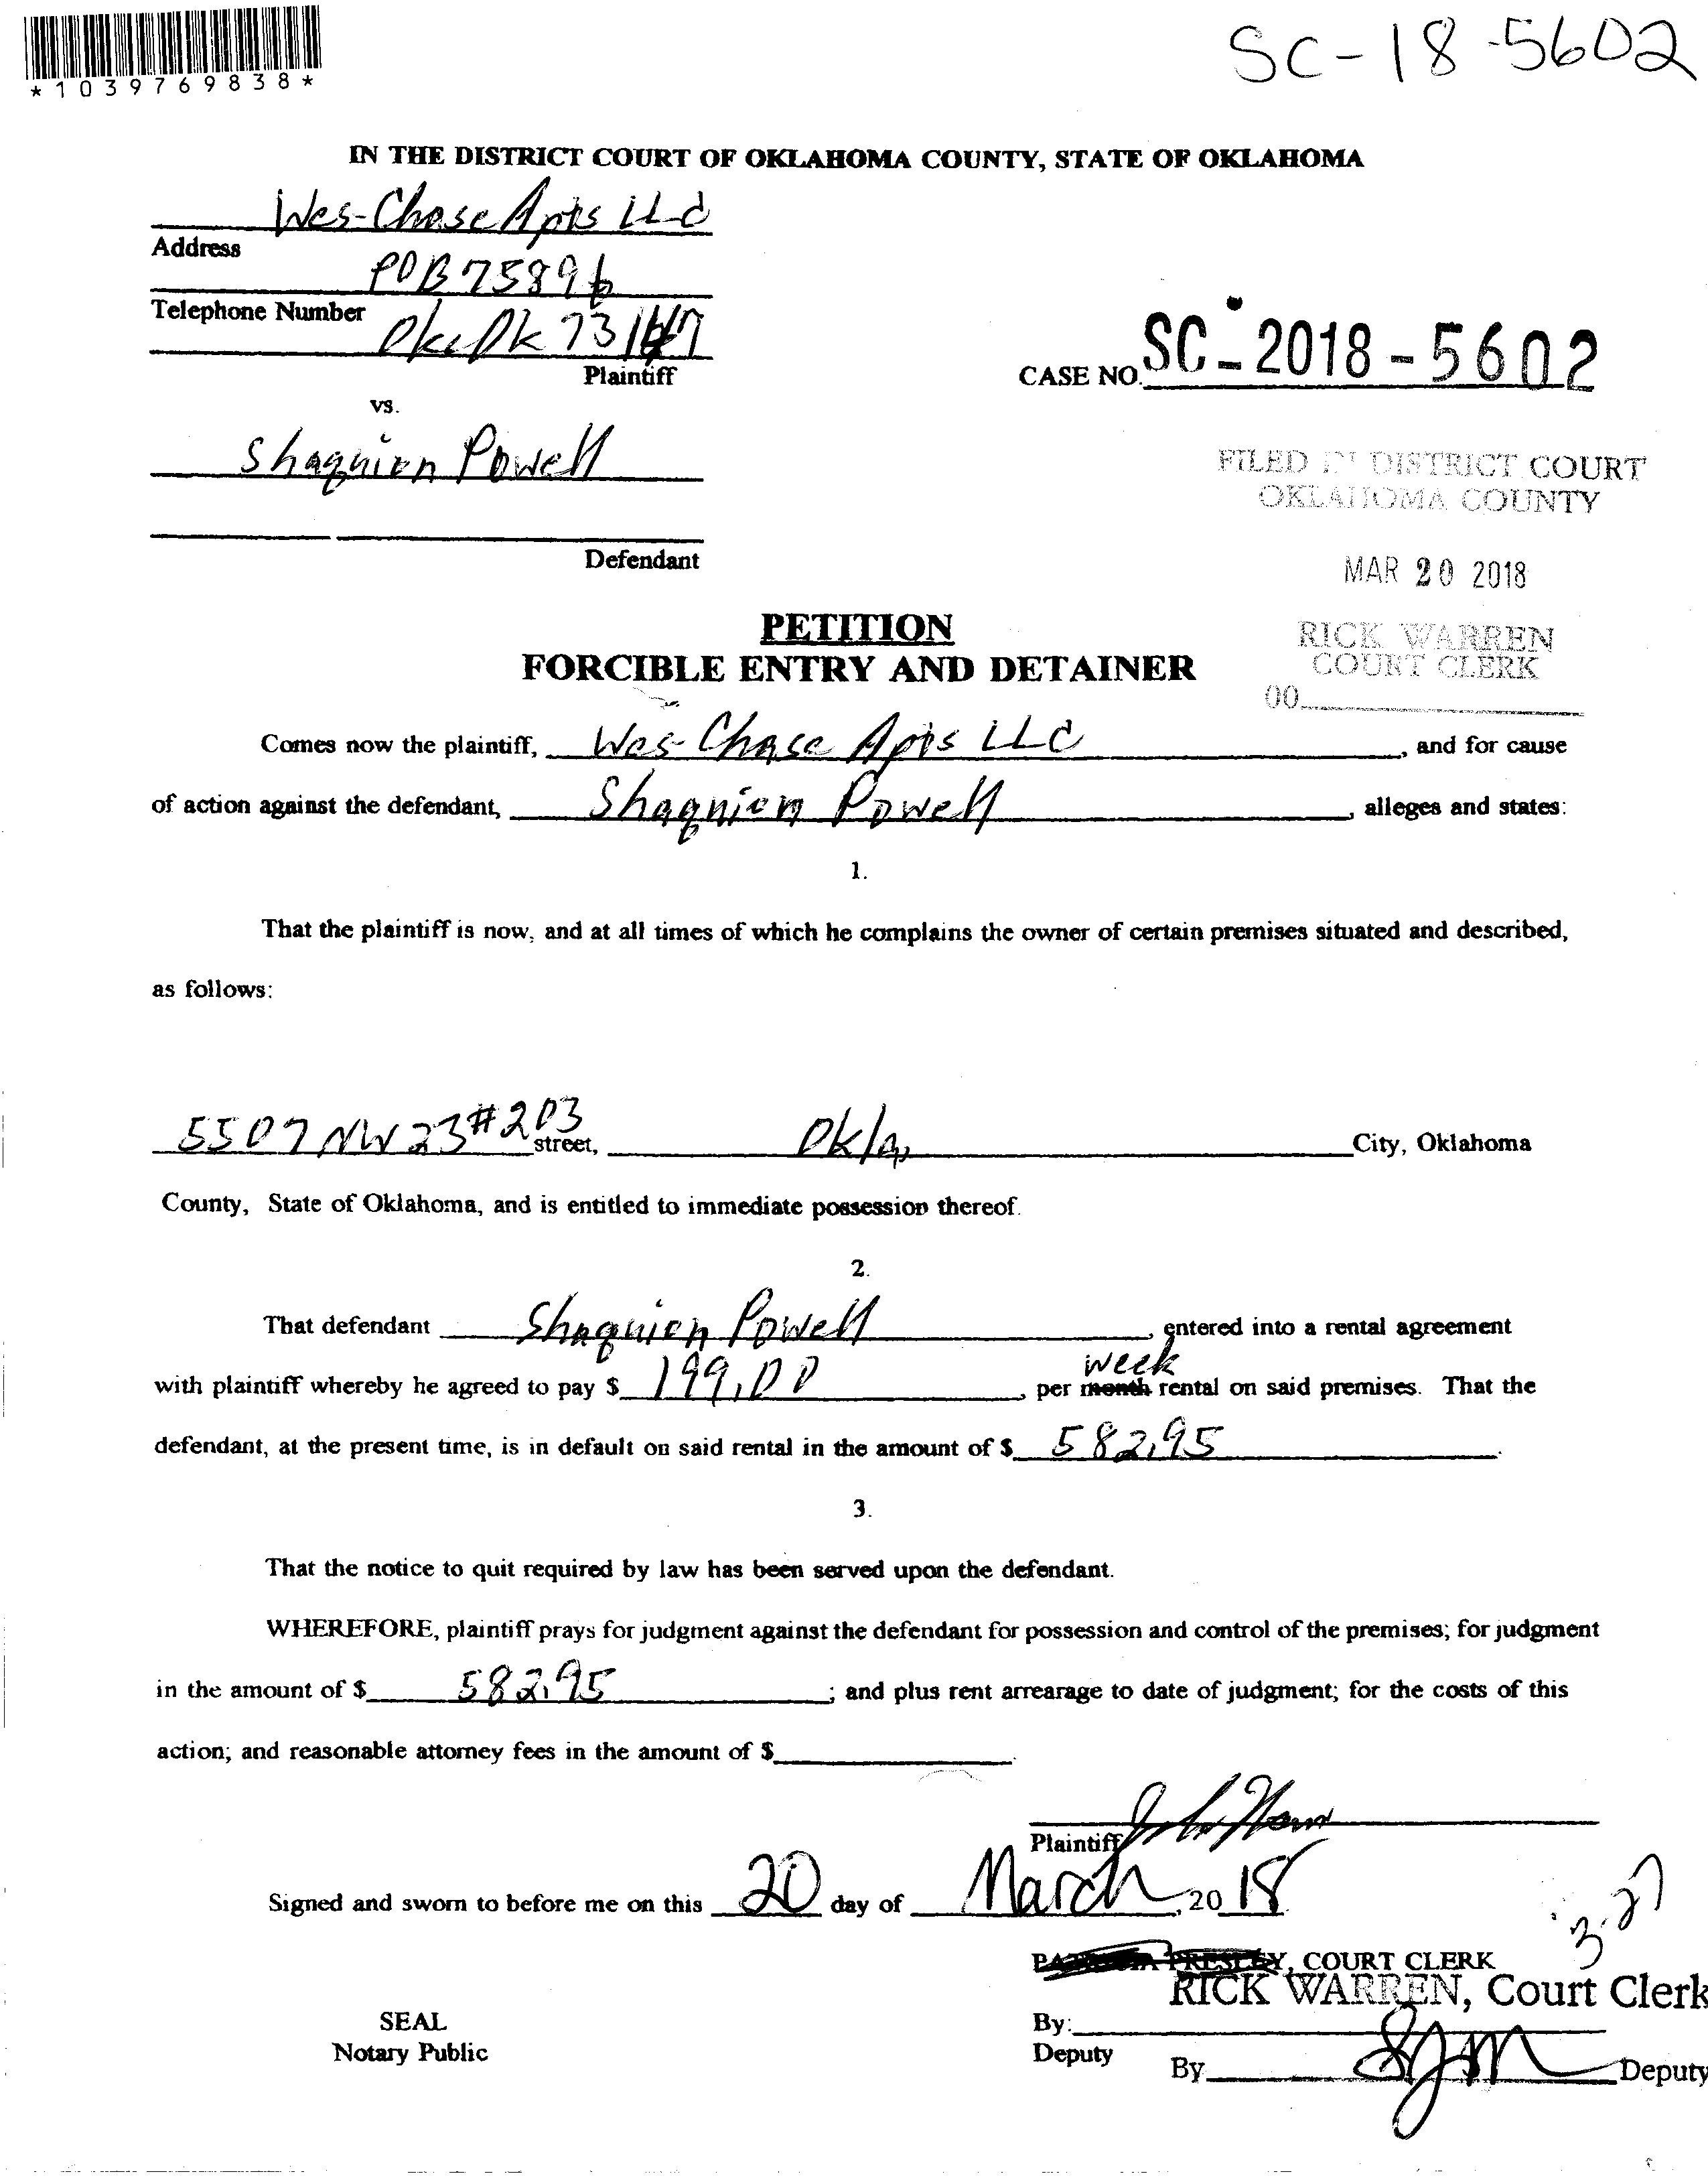 *1039769838*
SC-18-5602
IN THE DISTRICT COURT OF OKLAHOMA COUNTY, STATE OF OKLAHOMA
Wes-Chase Apts LLC
Address
POB 75896
Telephone Number
Okc Ok 73147
Plaintiff
CASE NO. SC-2018-5602
vs.
Shaquien Powell
FILED IN DISTRICT COURT
OKLAHOMA COUNTY
Defendant
MAR 20 2018
PETITION
RICK WARREN
FORCIBLE ENTRY AND DETAINER
COURT CLERK
00
Comes now the plaintiff, Wes-Chase Apts LLC, and for cause
of action against the defendant, Shaquien Powell, alleges and states:
1.
That the plaintiff is now, and at all times of which he complains the owner of certain premises situated and described,
as follows:
5507 NW 23 #203 street, Okla, City, Oklahoma
County, State of Oklahoma, and is entitled to immediate possession thereof.
2.
That defendant Shaquien Powell, entered into a rental agreement
week
with plaintiff whereby he agreed to pay $ 199.00, per month rental on said premises. That the
defendant, at the present time, is in default on said rental in the amount of $ 582.95.
3.
That the notice to quit required by law has been served upon the defendant.
WHEREFORE, plaintiff prays for judgment against the defendant for possession and control of the premises; for judgment
in the amount of $ 582.95; and plus rent arrearage to date of judgment; for the costs of this
action; and reasonable attorney fees in the amount of $
Plaintiff
Signed and sworn to before me on this 20 day of March, 20 18.
3-27
PRESLEY, COURT CLERK
RICK WARREN, Court Clerk
SEAL
By:
Notary Public
Deputy
By Deputy